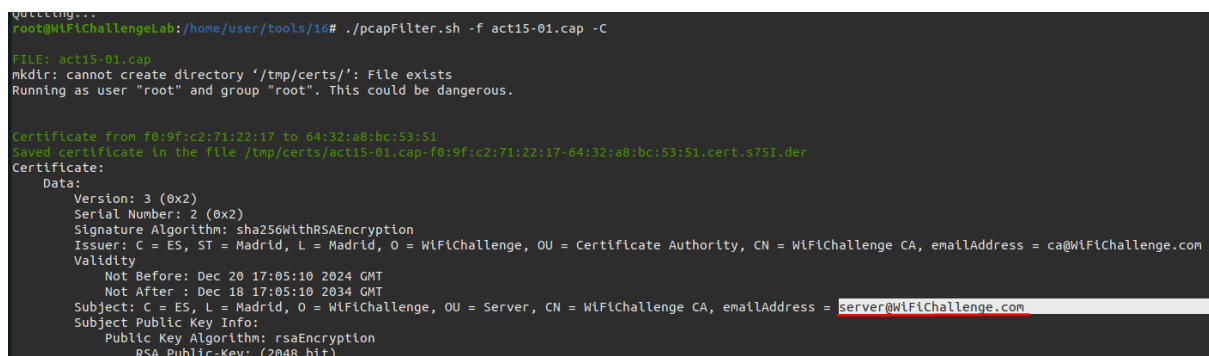 Quitting...
root@WiFiChallengeLab:/home/user/tools/16# ./pcapFilter.sh -f act15-01.cap -C
FILE: act15-01.cap
mkdir: cannot create directory ‘/tmp/certs/’: File exists
Running as user "root" and group "root". This could be dangerous.
Certificate from f0:9f:c2:71:22:17 to 64:32:a8:bc:53:51
Saved certificate in the file /tmp/certs/act15-01.cap-f0:9f:c2:71:22:17-64:32:a8:bc:53:51.cert.s75I.der
Certificate:
Data:
Version: 3 (0x2)
Serial Number: 2 (0x2)
Signature Algorithm: sha256WithRSAEncryption
Issuer: C = ES, ST = Madrid, L = Madrid, O = WiFiChallenge, OU = Certificate Authority, CN = WiFiChallenge CA, emailAddress = ca@WiFiChallenge.com
Validity
Not Before: Dec 20 17:05:10 2024 GMT
Not After : Dec 18 17:05:10 2034 GMT
Subject: C = ES, L = Madrid, O = WiFiChallenge, OU = Server, CN = WiFiChallenge CA, emailAddress = server@WiFiChallenge.com
Subject Public Key Info:
Public Key Algorithm: rsaEncryption
RSA Public-Key: (2048 bit)